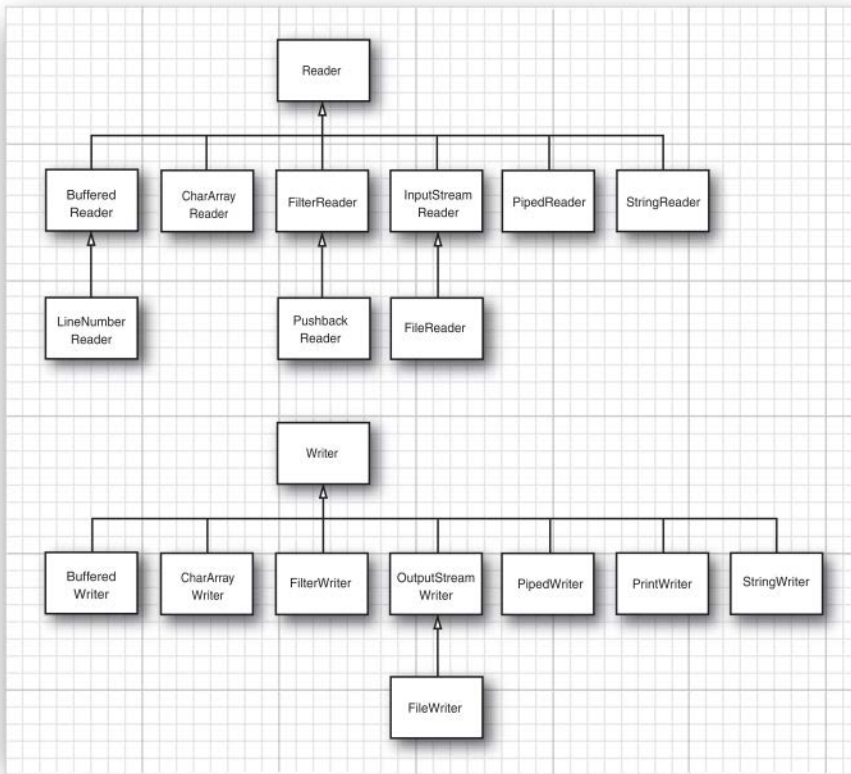 Reader
Buffered
Reader
CharArray
Reader
FilterReader
InputStream
Reader
PipedReader
StringReader
LineNumber
Reader
Pushback
Reader
FileReader
Writer
Buffered
Writer
CharArray
Writer
FilterWriter
OutputStream
Writer
PipedWriter
PrintWriter
StringWriter
FileWriter